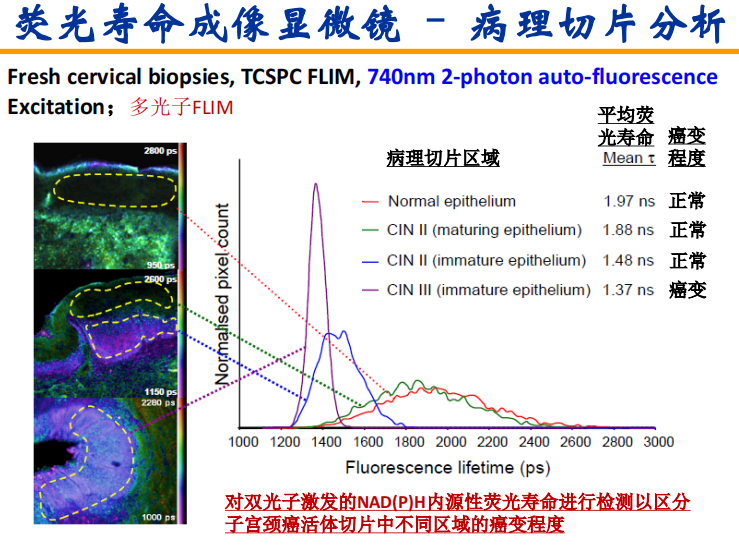 荧光寿命成像显微镜 - 病理切片分析
Fresh cervical biopsies, TCSPC FLIM, 740nm 2-photon auto-fluorescence
Excitation；多光子FLIM
2800 ps
950 ps
2600 ps
1150 ps
2280 ps
1000 ps
病理切片区域
平均荧
光寿命
Mean τ
癌变
程度
Normal epithelium 1.97 ns 正常
CIN II (maturing epithelium) 1.88 ns 正常
CIN II (immature epithelium) 1.48 ns 正常
CIN III (immature epithelium) 1.37 ns 癌变
Normalised pixel count
1000 1200 1400 1600 1800 2000 2200 2400 2600 2800 3000
Fluorescence lifetime (ps)
对双光子激发的NAD(P)H内源性荧光寿命进行检测以区分
子宫颈癌活体切片中不同区域的癌变程度